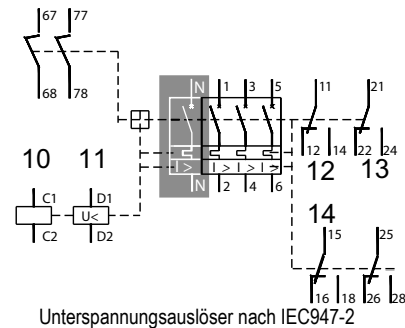 67 77
N 1 3 5 11 21
68 78
12 14 22 24
10 11
I > I > I > I >
12 13
C1 D1
N 2 4 6
U<
14
C2 D2
15 25
16 18 26 28
Unterspannungsauslöser nach IEC947-2